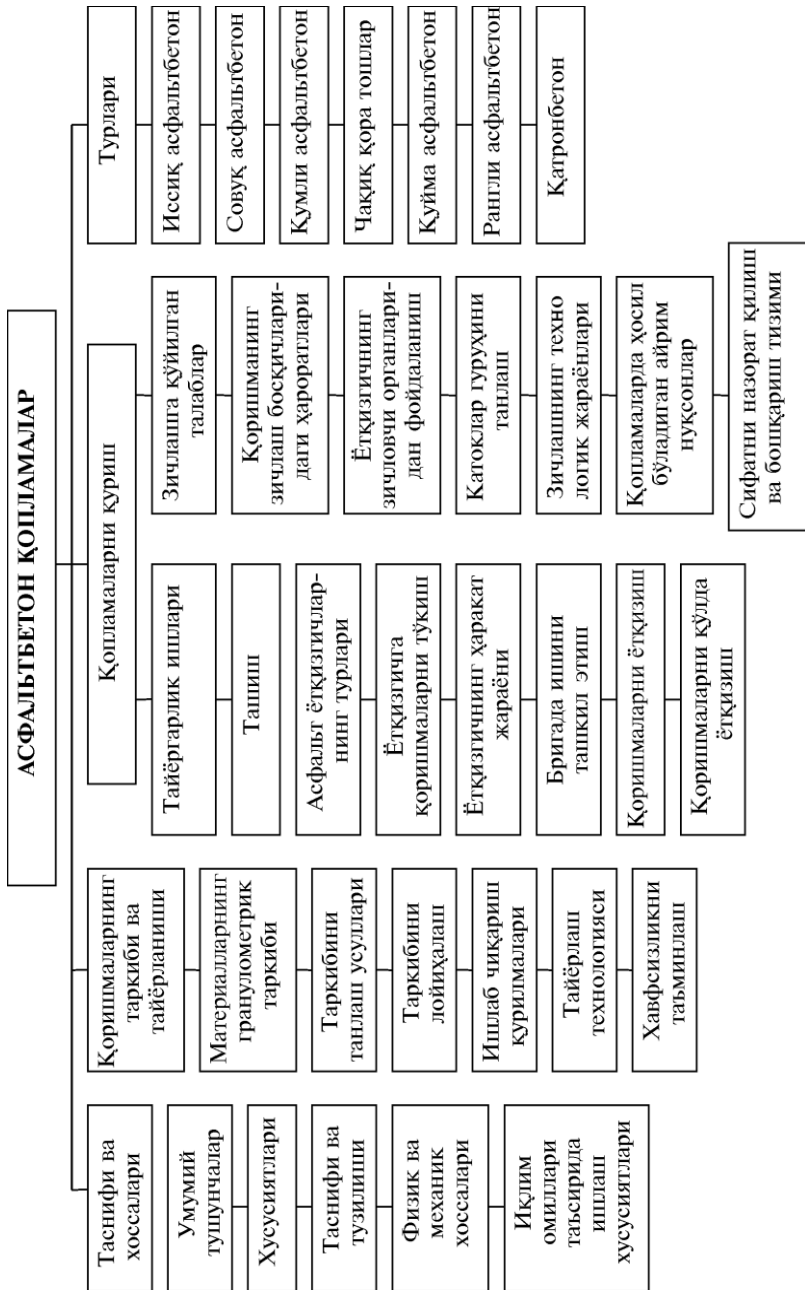 АСФАЛЬТБЕТОН ҚОПЛАМАЛАР
Таснифи ва
хоссалари
Умумий
тушунчалар
Хусусиятлари
Таснифи ва
тузилиши
Физик ва
механик
хоссалари
Иқлим
омиллари
таъсирида
ишлаш
хусусиятлари
Қоришмаларнинг
таркиби ва
тайёрланиши
Материалларнинг
гранулометрик
таркиби
Таркибини
танлаш усуллари
Таркибини
лойиҳалаш
Ишлаб чиқариш
қурилмалари
Тайёрлаш
технологияси
Хавфсизликни
таъминлаш
Қопламаларни қуриш
Тайёргарлик ишлари
Ташиш
Асфальт ётқизгичлар-
нинг турлари
Ётқизгичга
қоришмаларни тўкиш
Ётқизгичнинг ҳаракат
жараёни
Бригада ишини
ташкил этиш
Қоришмаларни ётқизиш
Қоришмаларни қўлда
ётқизиш
Зичлашга қўйилган
талаблар
Қоришманинг
зичлаш босқичлари-
даги ҳароратлари
Ётқизгичнинг
зичловчи органлари-
дан фойдаланиш
Катоклар гуруҳини
танлаш
Зичлашнинг техно
логик жараёнлари
Қопламаларда ҳосил
бўладиган айрим
нуқсонлар
Сифатни назорат қилиш
ва бошқариш тизими
Турлари
Иссиқ асфальтбетон
Совуқ асфальтбетон
Қумли асфальтбетон
Чақиқ қора тошлар
Қуйма асфальтбетон
Рангли асфальтбетон
Қатронбетон